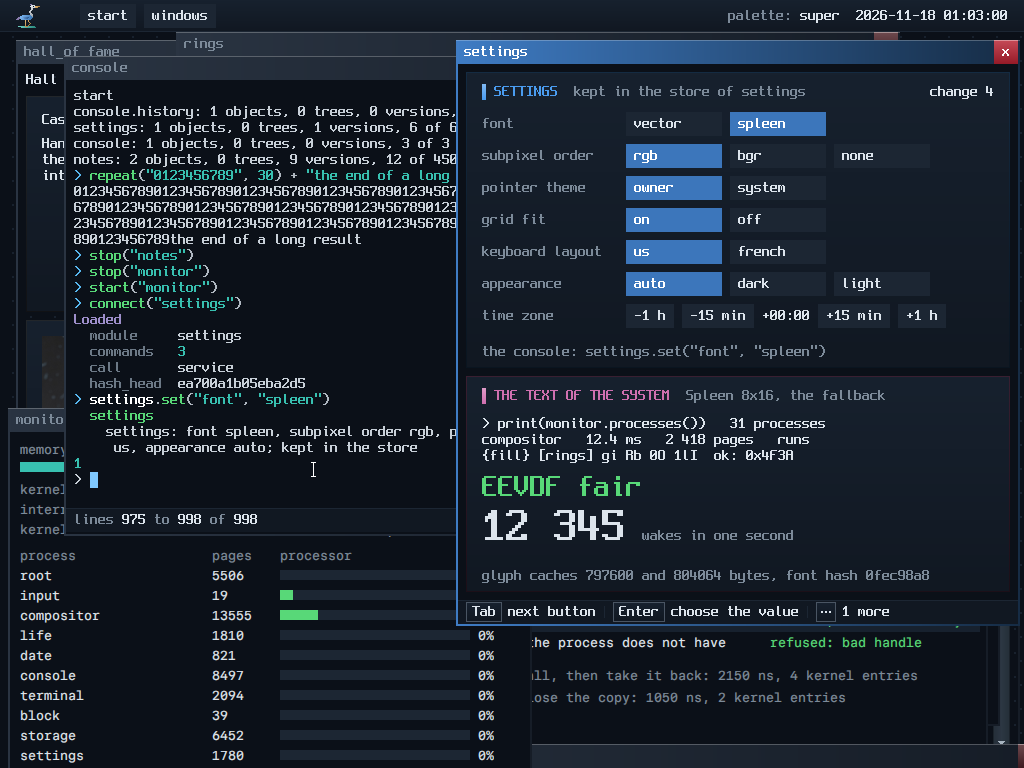 start windows palette: super 2026-11-18 01:03:00
hall_of_fame
rings
Hall
Cas
Han
the
int
console
start
console.history: 1 objects, 0 trees, 0 versions,
settings: 1 objects, 0 trees, 1 versions, 6 of 6
console: 1 objects, 0 trees, 0 versions, 3 of 3
notes: 2 objects, 0 trees, 9 versions, 12 of 450
> repeat("0123456789", 30) + "the end of a long
012345678901234567890123456789012345678901234567
678901234567890123456789012345678901234567890123
234567890123456789012345678901234567890123456789
890123456789the end of a long result
> stop("notes")
> stop("monitor")
> start("monitor")
> connect("settings")
Loaded
module settings
commands 3
call service
hash_head ea700a1b05eba2d5
> settings.set("font", "spleen")
settings
settings: font spleen, subpixel order rgb, p
us, appearance auto; kept in the store
1
>
lines 975 to 998 of 998
settings x
SETTINGS kept in the store of settings change 4
font vector spleen
subpixel order rgb bgr none
pointer theme owner system
grid fit on off
keyboard layout us french
appearance auto dark light
time zone -1 h -15 min +00:00 +15 min +1 h
the console: settings.set("font", "spleen")
THE TEXT OF THE SYSTEM Spleen 8x16, the fallback
> print(monitor.processes()) 31 processes
compositor 12.4 ms 2 418 pages runs
{fill} [rings] gi Rb 0O 1lI ok: 0x4F3A
EEVDF fair
12 345 wakes in one second
glyph caches 797600 and 804064 bytes, font hash 0fec98a8
Tab next button Enter choose the value ··· 1 more
monito
memory
kernel
inter
kernel
process pages processor
root 5506
input 19
compositor 13555
life 1810 0%
date 821 0%
console 8497 0%
terminal 2094 0%
block 39 0%
storage 6452 0%
settings 1780 0%
the process does not have refused: bad handle
all, then take it back: 2150 ns, 4 kernel entries
lose the copy: 1050 ns, 2 kernel entries